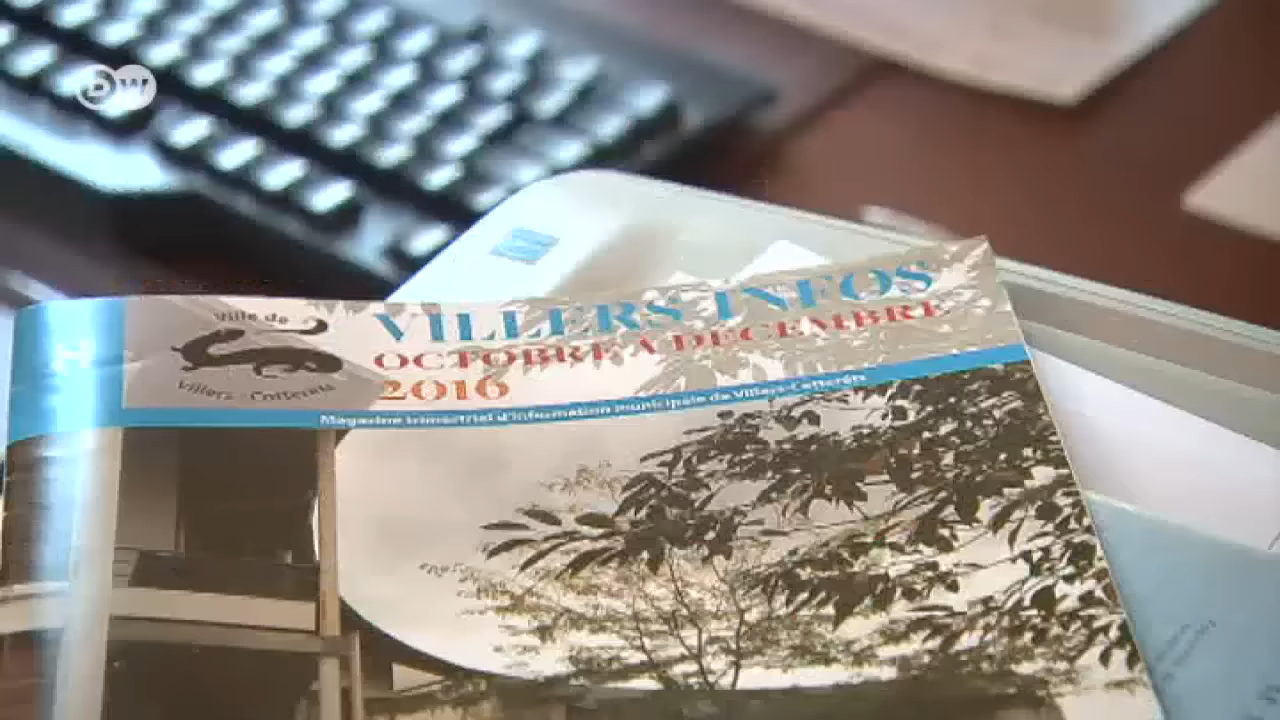 DW
Ville de
Villers-Cotterêts
VILLERS INFOS
OCTOBRE A DECEMBRE
2016
Magazine trimestriel d'information municipale de Villers-Cotterêts